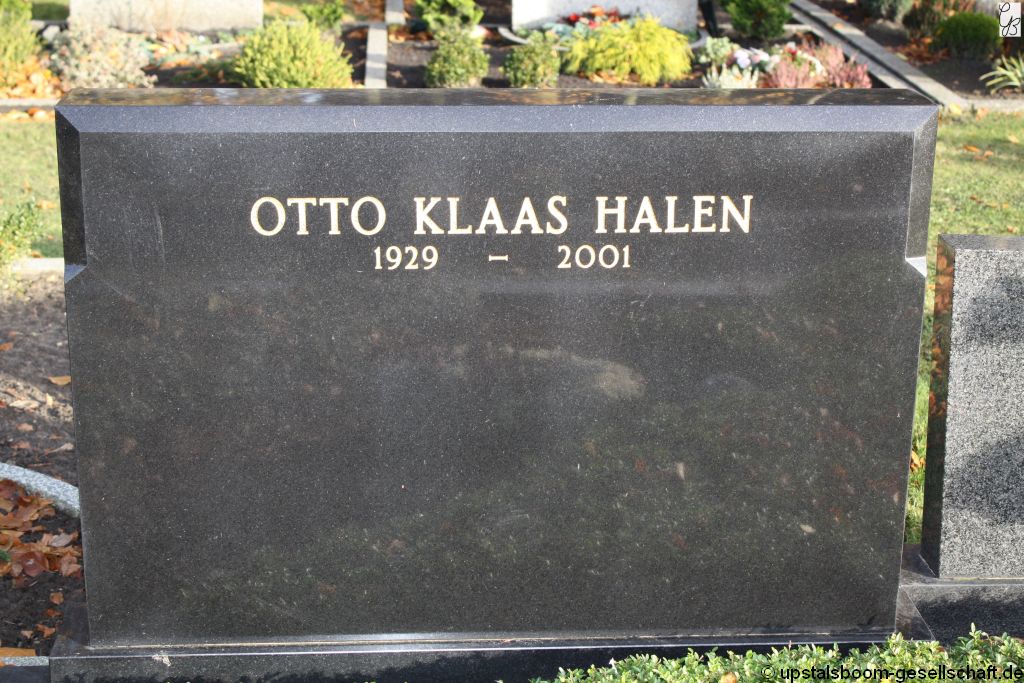 OTTO KLAAS HALEN
1929 – 2001
© upstalsboom-gesellschaft.de